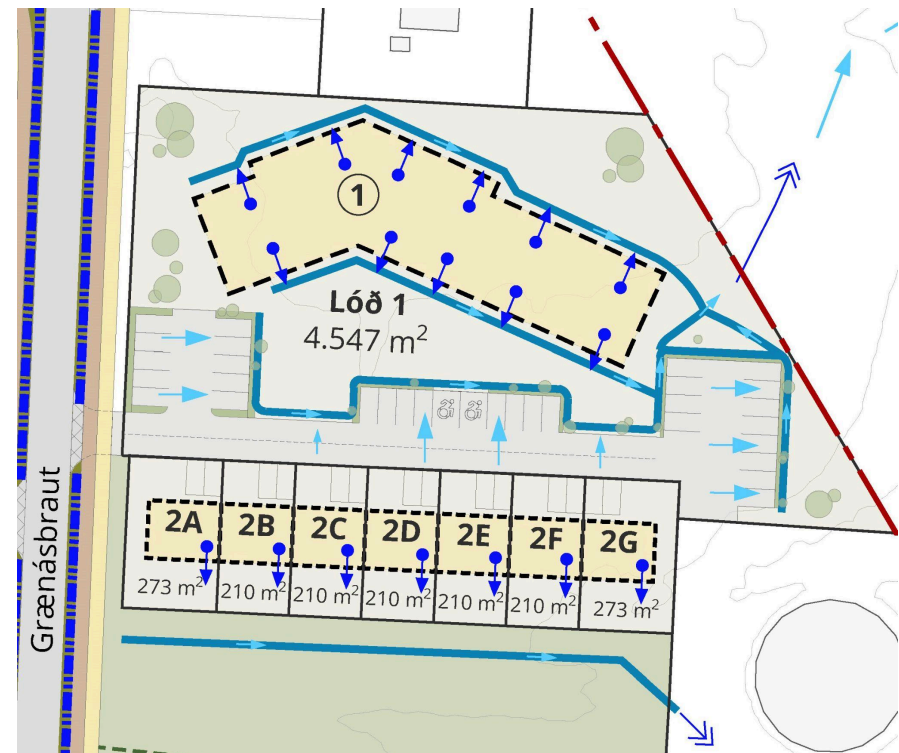 1
Lóð 1
4.547 m²
Grænásbraut
2A 2B 2C 2D 2E 2F 2G
273 m² 210 m² 210 m² 210 m² 210 m² 210 m² 273 m²